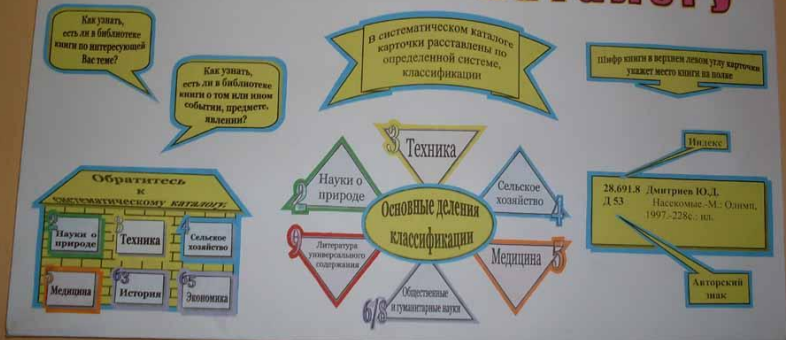 Как узнать,
есть ли в библиотеке
книги по интересующей
Вас теме?
Как узнать,
есть ли в библиотеке
книги о том или ином
событии, предмете,
явлении?
В систематическом каталоге
карточки расставлены по
определенной системе,
классификации
Шифр книги в верхнем левом углу карточки
укажет место книги на полке
Обратитесь
к
систематическому каталогу.
2
Науки о
природе
3
Техника
4
Сельское
хозяйство
5
Медицина
63
История
65
Экономика
3
Техника
2
Науки о
природе
Сельское
хозяйство
4
Основные деления
классификации
9
Литература
универсального
содержания
Медицина
5
6/8
Общественные
и гуманитарные науки
Индекс
28.691.8 Дмитриев Ю.Д.
Д 53 Насекомые.-М.: Олимп,
1997.-228с.: ил.
Авторский
знак